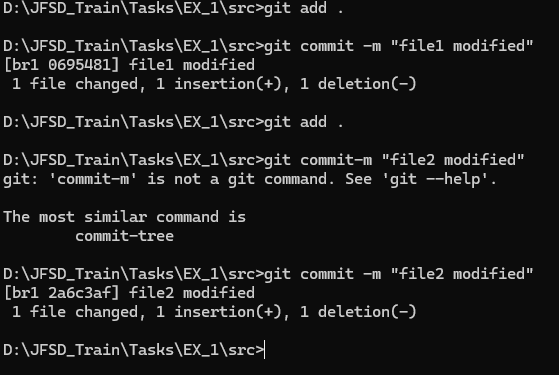 D:\JFSD_Train\Tasks\EX_1\src>git add .
D:\JFSD_Train\Tasks\EX_1\src>git commit -m "file1 modified"
[br1 0695481] file1 modified
 1 file changed, 1 insertion(+), 1 deletion(-)
D:\JFSD_Train\Tasks\EX_1\src>git add .
D:\JFSD_Train\Tasks\EX_1\src>git commit-m "file2 modified"
git: 'commit-m' is not a git command. See 'git --help'.
The most similar command is
        commit-tree
D:\JFSD_Train\Tasks\EX_1\src>git commit -m "file2 modified"
[br1 2a6c3af] file2 modified
 1 file changed, 1 insertion(+), 1 deletion(-)
D:\JFSD_Train\Tasks\EX_1\src>